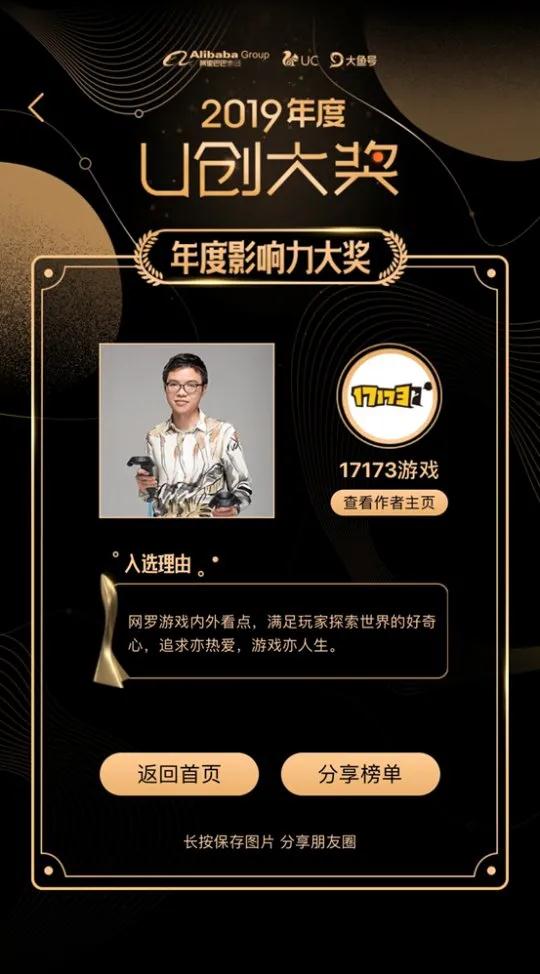 Alibaba Group
阿里巴巴集团
UC
大鱼号
2019年度
U创大奖
年度影响力大奖
17173
17173游戏
查看作者主页
入选理由
网罗游戏内外看点，满足玩家探索世界的好奇
心，追求亦热爱，游戏亦人生。
返回首页
分享榜单
长按保存图片 分享朋友圈